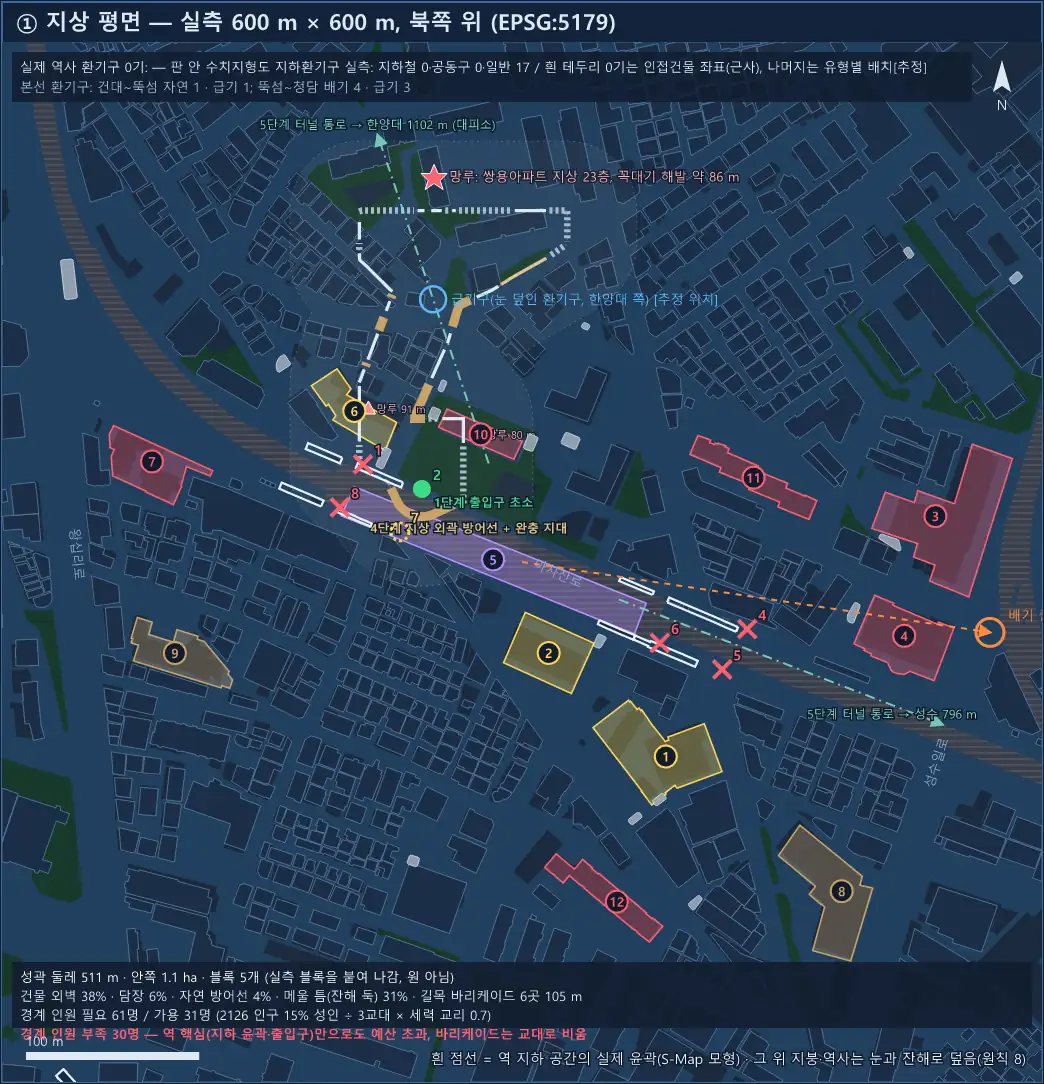 ① 지상 평면 — 실측 600 m × 600 m, 북쪽 위 (EPSG:5179)
실제 역사 환기구 0기: — 판 안 수치지형도 지하환기구 실측: 지하철 0·공동구 0·일반 17 / 흰 테두리 0기는 인접건물 좌표(근사), 나머지는 유형별 배치[추정]
본선 환기구: 건대~뚝섬 자연 1 · 급기 1; 뚝섬~청담 배기 4 · 급기 3
N
5단계 터널 통로 → 한양대 1102 m (대피소)
망루: 쌍용아파트 지상 23층, 꼭대기 해발 약 86 m
급기구(눈 덮인 환기구, 한양대 쪽) [추정 위치]
망루 91 m
6
10
망루 80
1
7
11
2
8
1단계 출입구 초소
3
7
4단계 지상 외곽 방어선 + 완충 지대
왕십리로
5
아차산로
배기
4
6
4
9
2
5
5단계 터널 통로 → 성수 796 m
성수일로
1
8
12
성곽 둘레 511 m · 안쪽 1.1 ha · 블록 5개 (실측 블록을 붙여 나감, 원 아님)
건물 외벽 38% · 담장 6% · 자연 방어선 4% · 메울 틈(잔해 둑) 31% · 길목 바리케이드 6곳 105 m
경계 인원 필요 61명 / 가용 31명 (2126 인구 15% 성인 ÷ 3교대 × 세력 교리 0.7)
경계 인원 부족 30명 — 역 핵심(지하 윤곽·출입구)만으로도 예산 초과, 바리케이드는 교대로 비움
100 m
흰 점선 = 역 지하 공간의 실제 윤곽(S-Map 모형) · 그 위 지붕·역사는 눈과 잔해로 덮음(원칙 8)